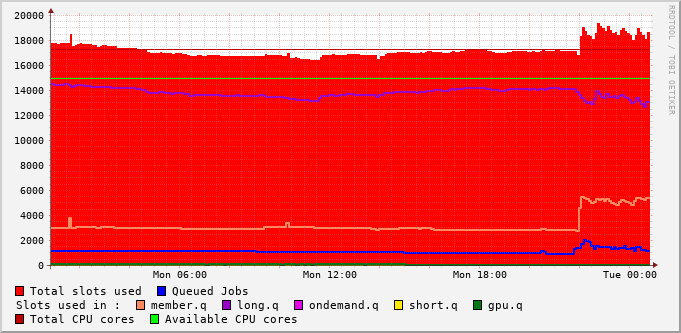 20000
18000
16000
14000
12000
10000
8000
6000
4000
2000
0
Mon 06:00 Mon 12:00 Mon 18:00 Tue 00:00
RRDTOOL / TOBI OETIKER
Total slots used Queued Jobs
Slots used in : member.q long.q ondemand.q short.q gpu.q
Total CPU cores Available CPU cores